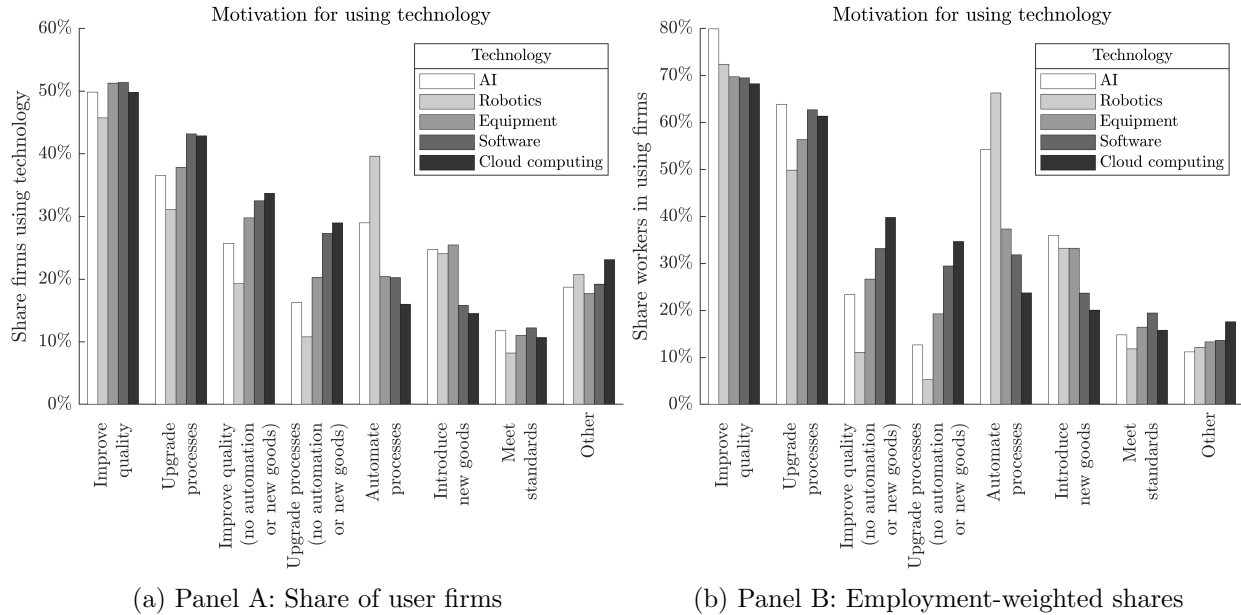 Motivation for using technology
Share firms using technology
60%
50%
40%
30%
20%
10%
0%
Technology
AI
Robotics
Equipment
Software
Cloud computing
Improve
quality
Upgrade
processes
Improve quality
(no automation
or new goods)
Upgrade processes
(no automation
or new goods)
Automate
processes
Introduce
new goods
Meet
standards
Other
(a) Panel A: Share of user firms
Motivation for using technology
Share workers in using firms
80%
70%
60%
50%
40%
30%
20%
10%
0%
Technology
AI
Robotics
Equipment
Software
Cloud computing
Improve
quality
Upgrade
processes
Improve quality
(no automation
or new goods)
Upgrade processes
(no automation
or new goods)
Automate
processes
Introduce
new goods
Meet
standards
Other
(b) Panel B: Employment-weighted shares